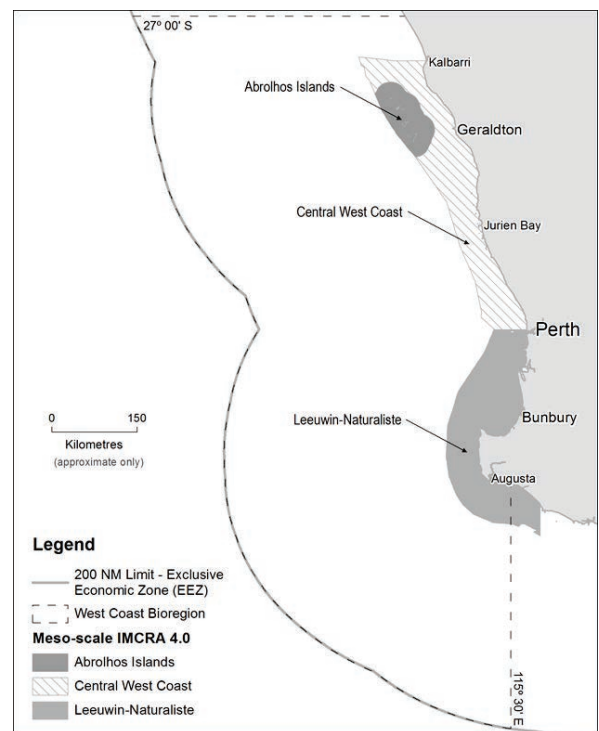 27º 00' S
Kalbarri
Abrolhos Islands
Geraldton
Central West Coast
Jurien Bay
Perth
0 150
Kilometres
(approximate only)
Leeuwin-Naturaliste
Bunbury
Augusta
Legend
200 NM Limit - Exclusive
Economic Zone (EEZ)
West Coast Bioregion
Meso-scale IMCRA 4.0
Abrolhos Islands
Central West Coast
Leeuwin-Naturaliste
115º 30' E